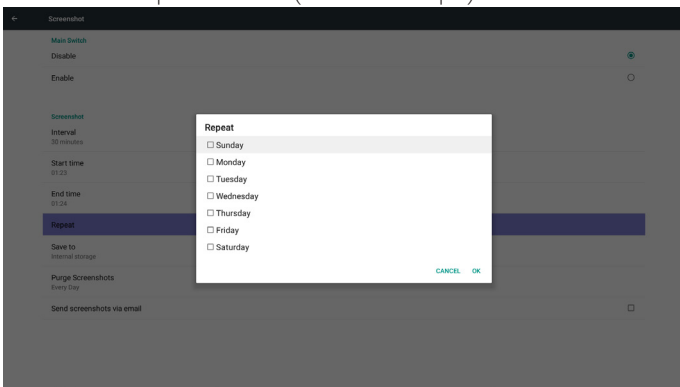 Screenshot
Main Switch
Disable
Enable
Screenshot
Interval
30 minutes
Start time
01:23
End time
01:24
Repeat
Save to
Internal storage
Purge Screenshots
Every Day
Send screenshots via email
Repeat
Sunday
Monday
Tuesday
Wednesday
Thursday
Friday
Saturday
CANCEL OK